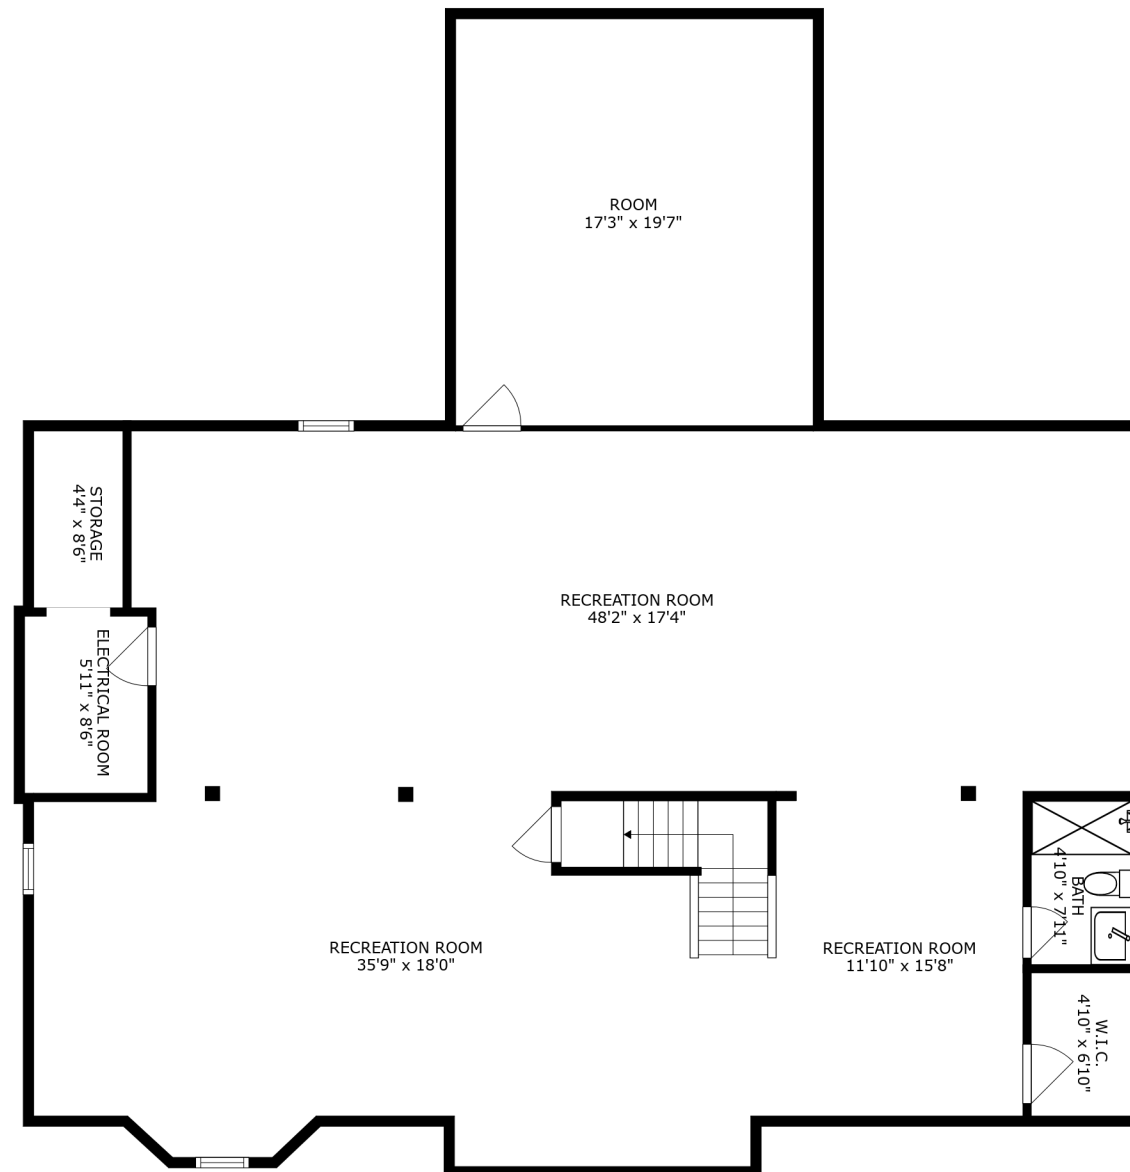 ROOM
17'3" x 19'7"
STORAGE
4'4" x 8'6"
RECREATION ROOM
48'2" x 17'4"
ELECTRICAL ROOM
5'11" x 8'6"
BATH
4'10" x 7'11"
RECREATION ROOM
35'9" x 18'0"
RECREATION ROOM
11'10" x 15'8"
W.I.C.
4'10" x 6'10"